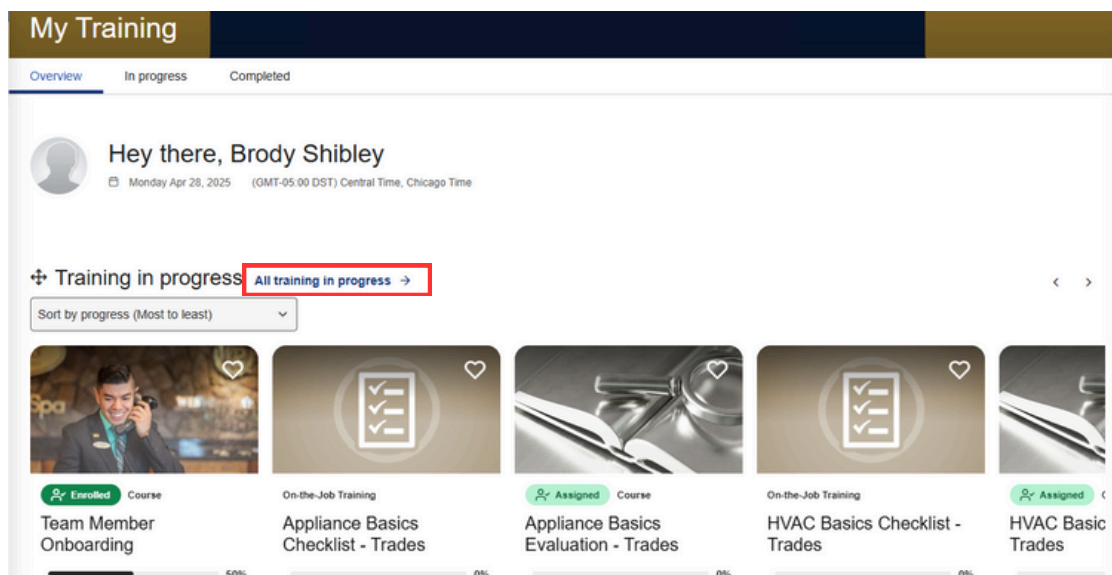 My Training
Overview In progress Completed
Hey there, Brody Shibley
Monday Apr 28, 2025 (GMT-05:00 DST) Central Time, Chicago Time
Training in progress All training in progress →
Sort by progress (Most to least)
Spa
Enrolled Course
On-the-Job Training
Assigned Course
On-the-Job Training
Assigned
Team Member
Onboarding
Appliance Basics
Checklist - Trades
Appliance Basics
Evaluation - Trades
HVAC Basics Checklist -
Trades
HVAC Basic
Trades
50% 0% 0% 0%